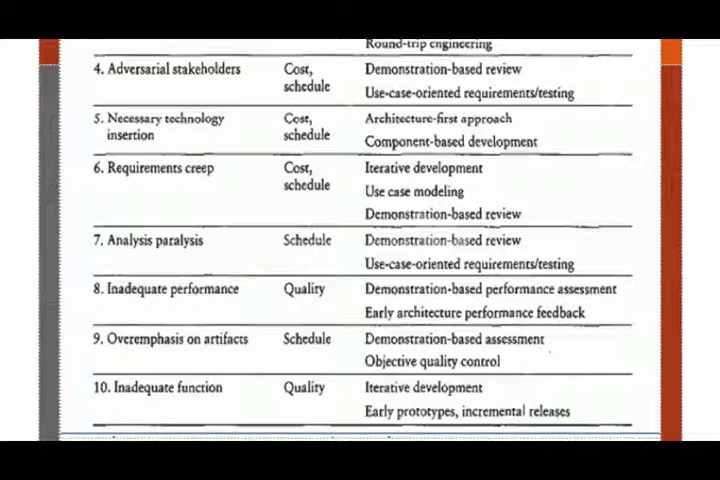 Round-trip engineering
4. Adversarial stakeholders Cost, schedule Demonstration-based review
Use-case-oriented requirements/testing
5. Necessary technology insertion Cost, schedule Architecture-first approach
Component-based development
6. Requirements creep Cost, schedule Iterative development
Use case modeling
Demonstration-based review
7. Analysis paralysis Schedule Demonstration-based review
Use-case-oriented requirements/testing
8. Inadequate performance Quality Demonstration-based performance assessment
Early architecture performance feedback
9. Overemphasis on artifacts Schedule Demonstration-based assessment
Objective quality control
10. Inadequate function Quality Iterative development
Early prototypes, incremental releases